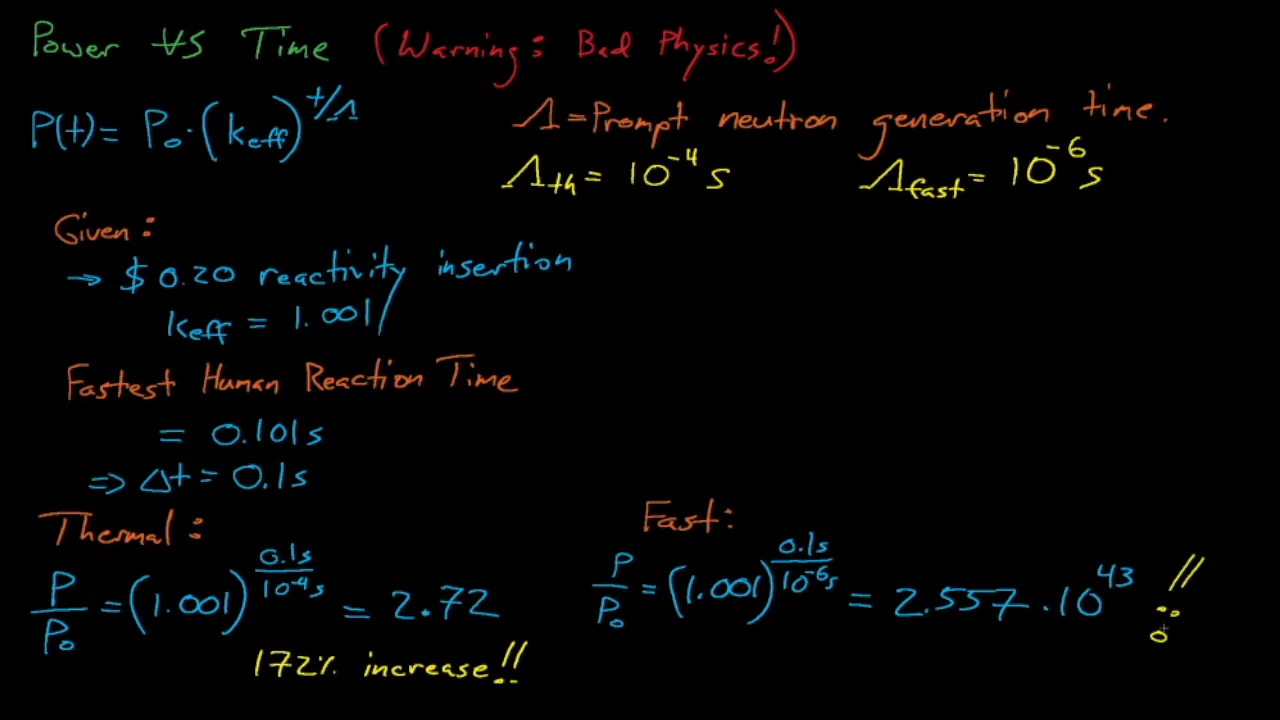 Power VS Time (Warning: Bad Physics!)
P(t) = P₀ · (keff)^(t/Λ)
Λ = Prompt neutron generation time.
Λth = 10⁻⁴ s
Λfast = 10⁻⁶ s
Given:
→ $0.20 reactivity insertion
keff = 1.001
Fastest Human Reaction Time
= 0.101s
⇒ Δt = 0.1s
Thermal:
P/P₀ = (1.001)^(0.1s/10⁻⁴s) = 2.72
172% increase!!
Fast:
P/P₀ = (1.001)^(0.1s/10⁻⁶s) = 2.557 · 10⁴³ !!